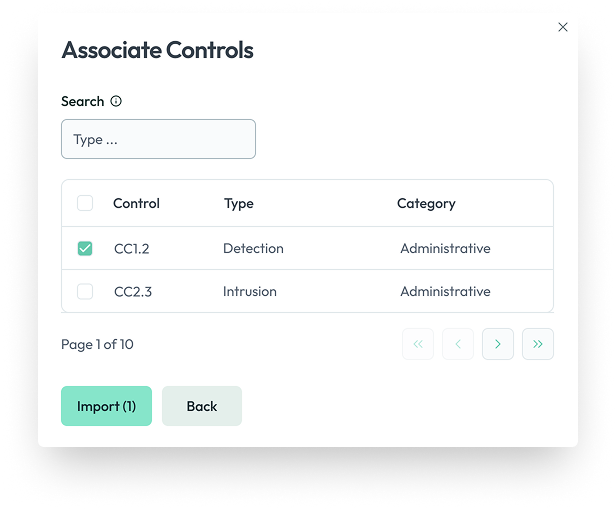 Associate Controls
Search
Type ...
Control Type Category
CC1.2 Detection Administrative
CC2.3 Intrusion Administrative
Page 1 of 10
Import (1) Back